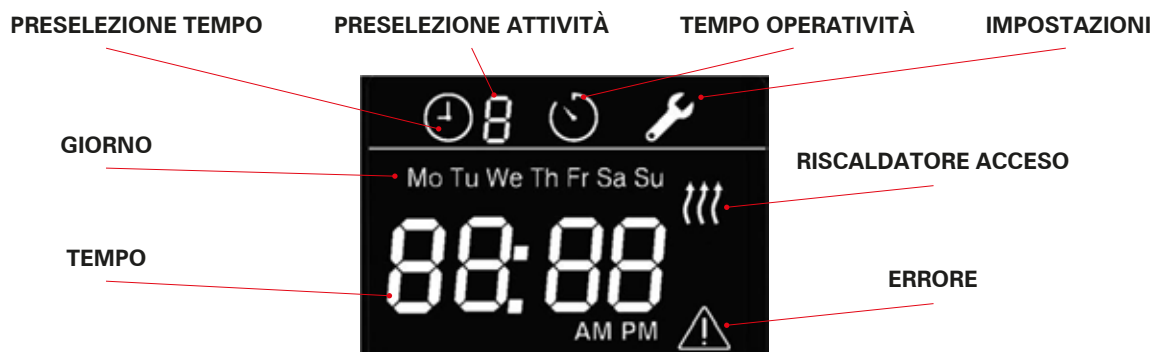 PRESELEZIONE TEMPO
PRESELEZIONE ATTIVITÀ
TEMPO OPERATIVITÀ
IMPOSTAZIONI
8
GIORNO
Mo Tu We Th Fr Sa Su
RISCALDATORE ACCESO
TEMPO
88:88
ERRORE
AM PM